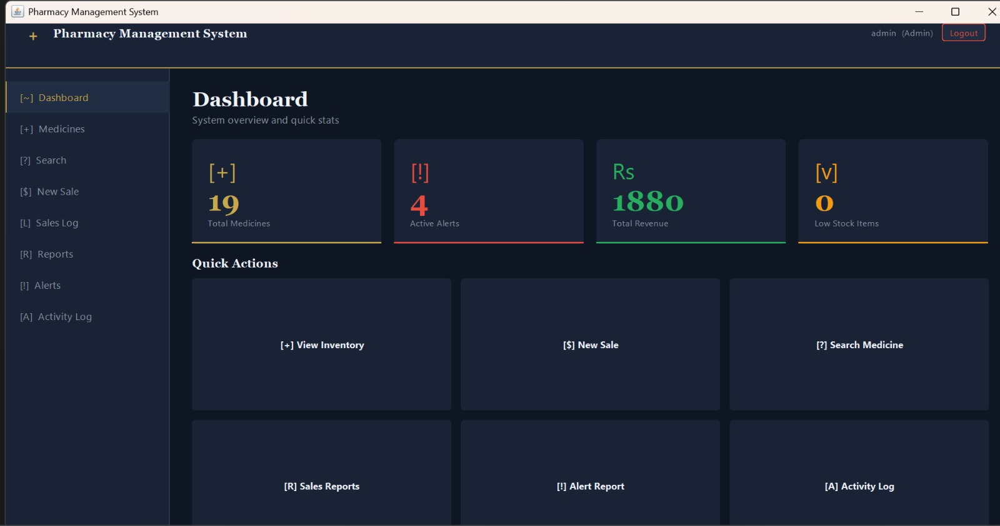 Pharmacy Management System
+ Pharmacy Management System
admin (Admin) Logout
[~] Dashboard
[+] Medicines
[?] Search
[$] New Sale
[L] Sales Log
[R] Reports
[!] Alerts
[A] Activity Log
Dashboard
System overview and quick stats
[+]
19
Total Medicines
[!]
4
Active Alerts
Rs
1880
Total Revenue
[v]
0
Low Stock Items
Quick Actions
[+] View Inventory
[$] New Sale
[?] Search Medicine
[R] Sales Reports
[!] Alert Report
[A] Activity Log